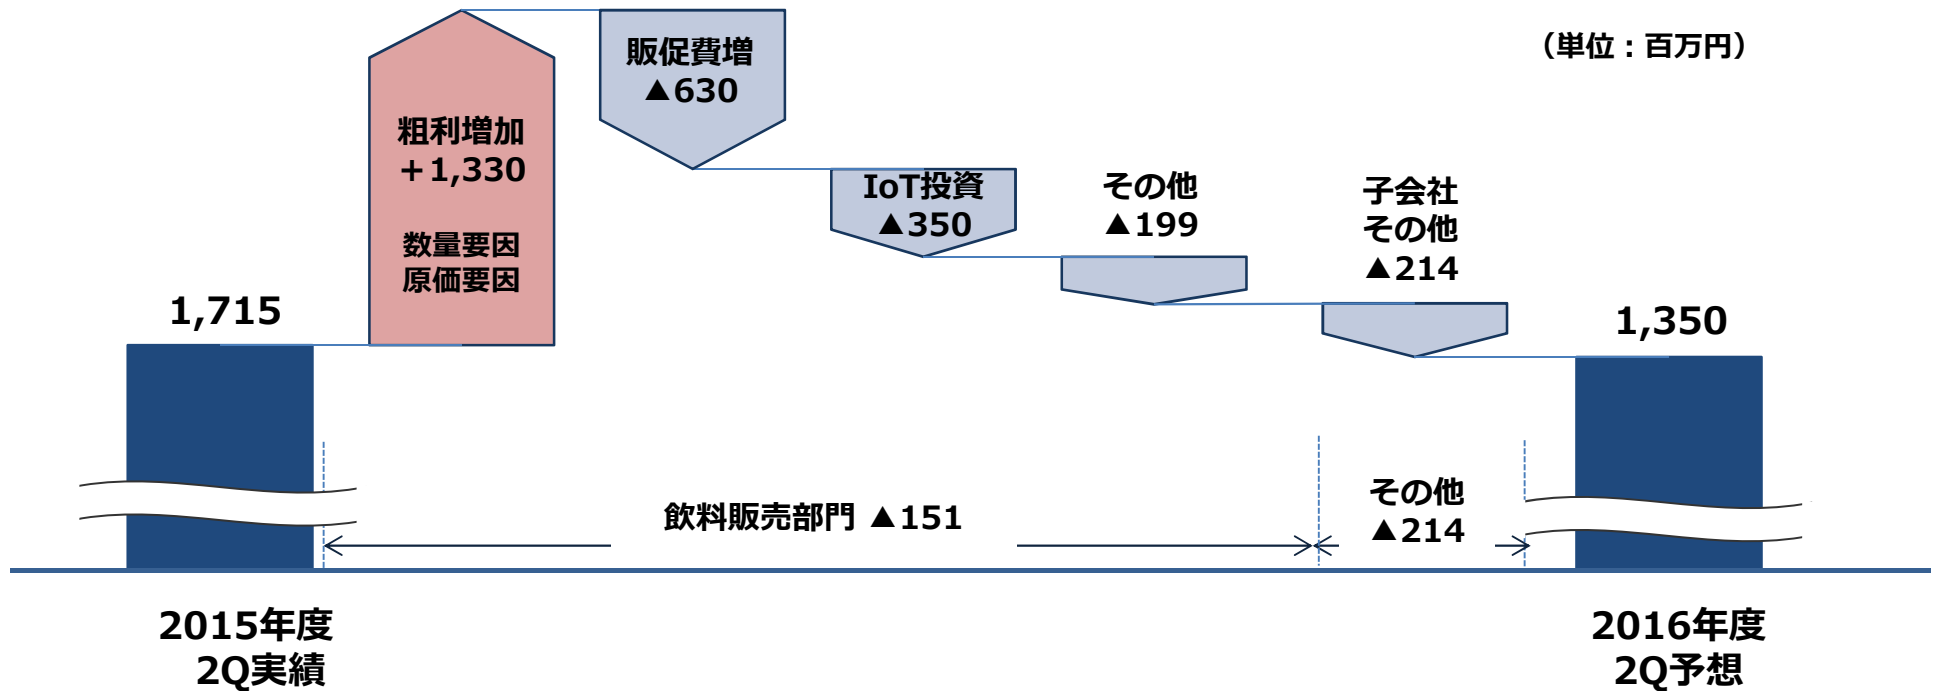 (単位:百万円)
販促費増
▲630
粗利増加
+1,330
数量要因
原価要因
IoT投資
▲350
その他
▲199
子会社
その他
▲214
1,715
1,350
飲料販売部門 ▲151
その他
▲214
2015年度
2Q実績
2016年度
2Q予想